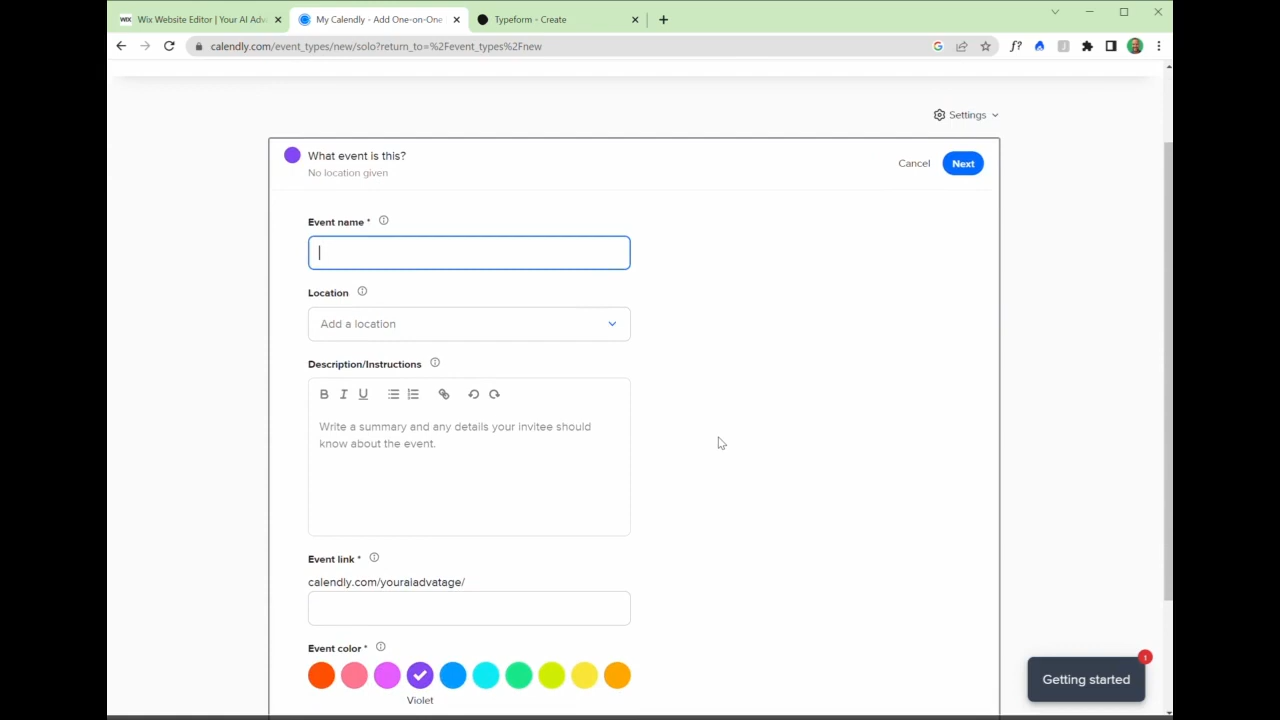 WIX Wix Website Editor | Your AI Adv
My Calendly - Add One-on-One
Typeform - Create
calendly.com/event_types/new/solo?return_to=%2Fevent_types%2Fnew
f?
Settings
What event is this?
No location given
Cancel
Next
Event name *
Location
Add a location
Description/Instructions
B I U
Write a summary and any details your invitee should
know about the event.
Event link *
calendly.com/youraiadvatage/
Event color *
Violet
1
Getting started